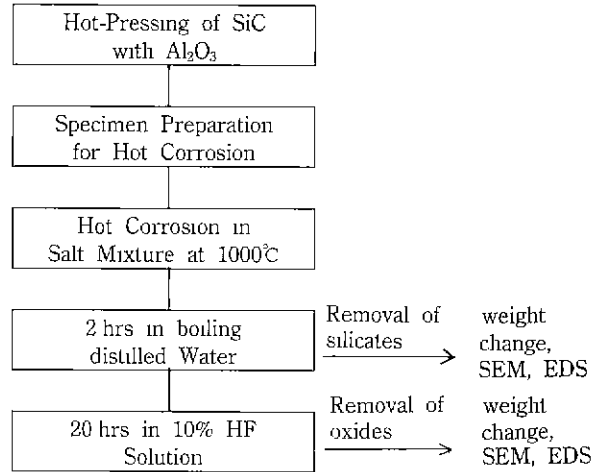 Hot-Pressing of SiC
with Al₂O₃
Specimen Preparation
for Hot Corrosion
Hot Corrosion in
Salt Mixture at 1000℃
2 hrs in boiling
distilled Water
Removal of
silicates
weight
change,
SEM, EDS
20 hrs in 10% HF
Solution
Removal of
oxides
weight
change,
SEM, EDS